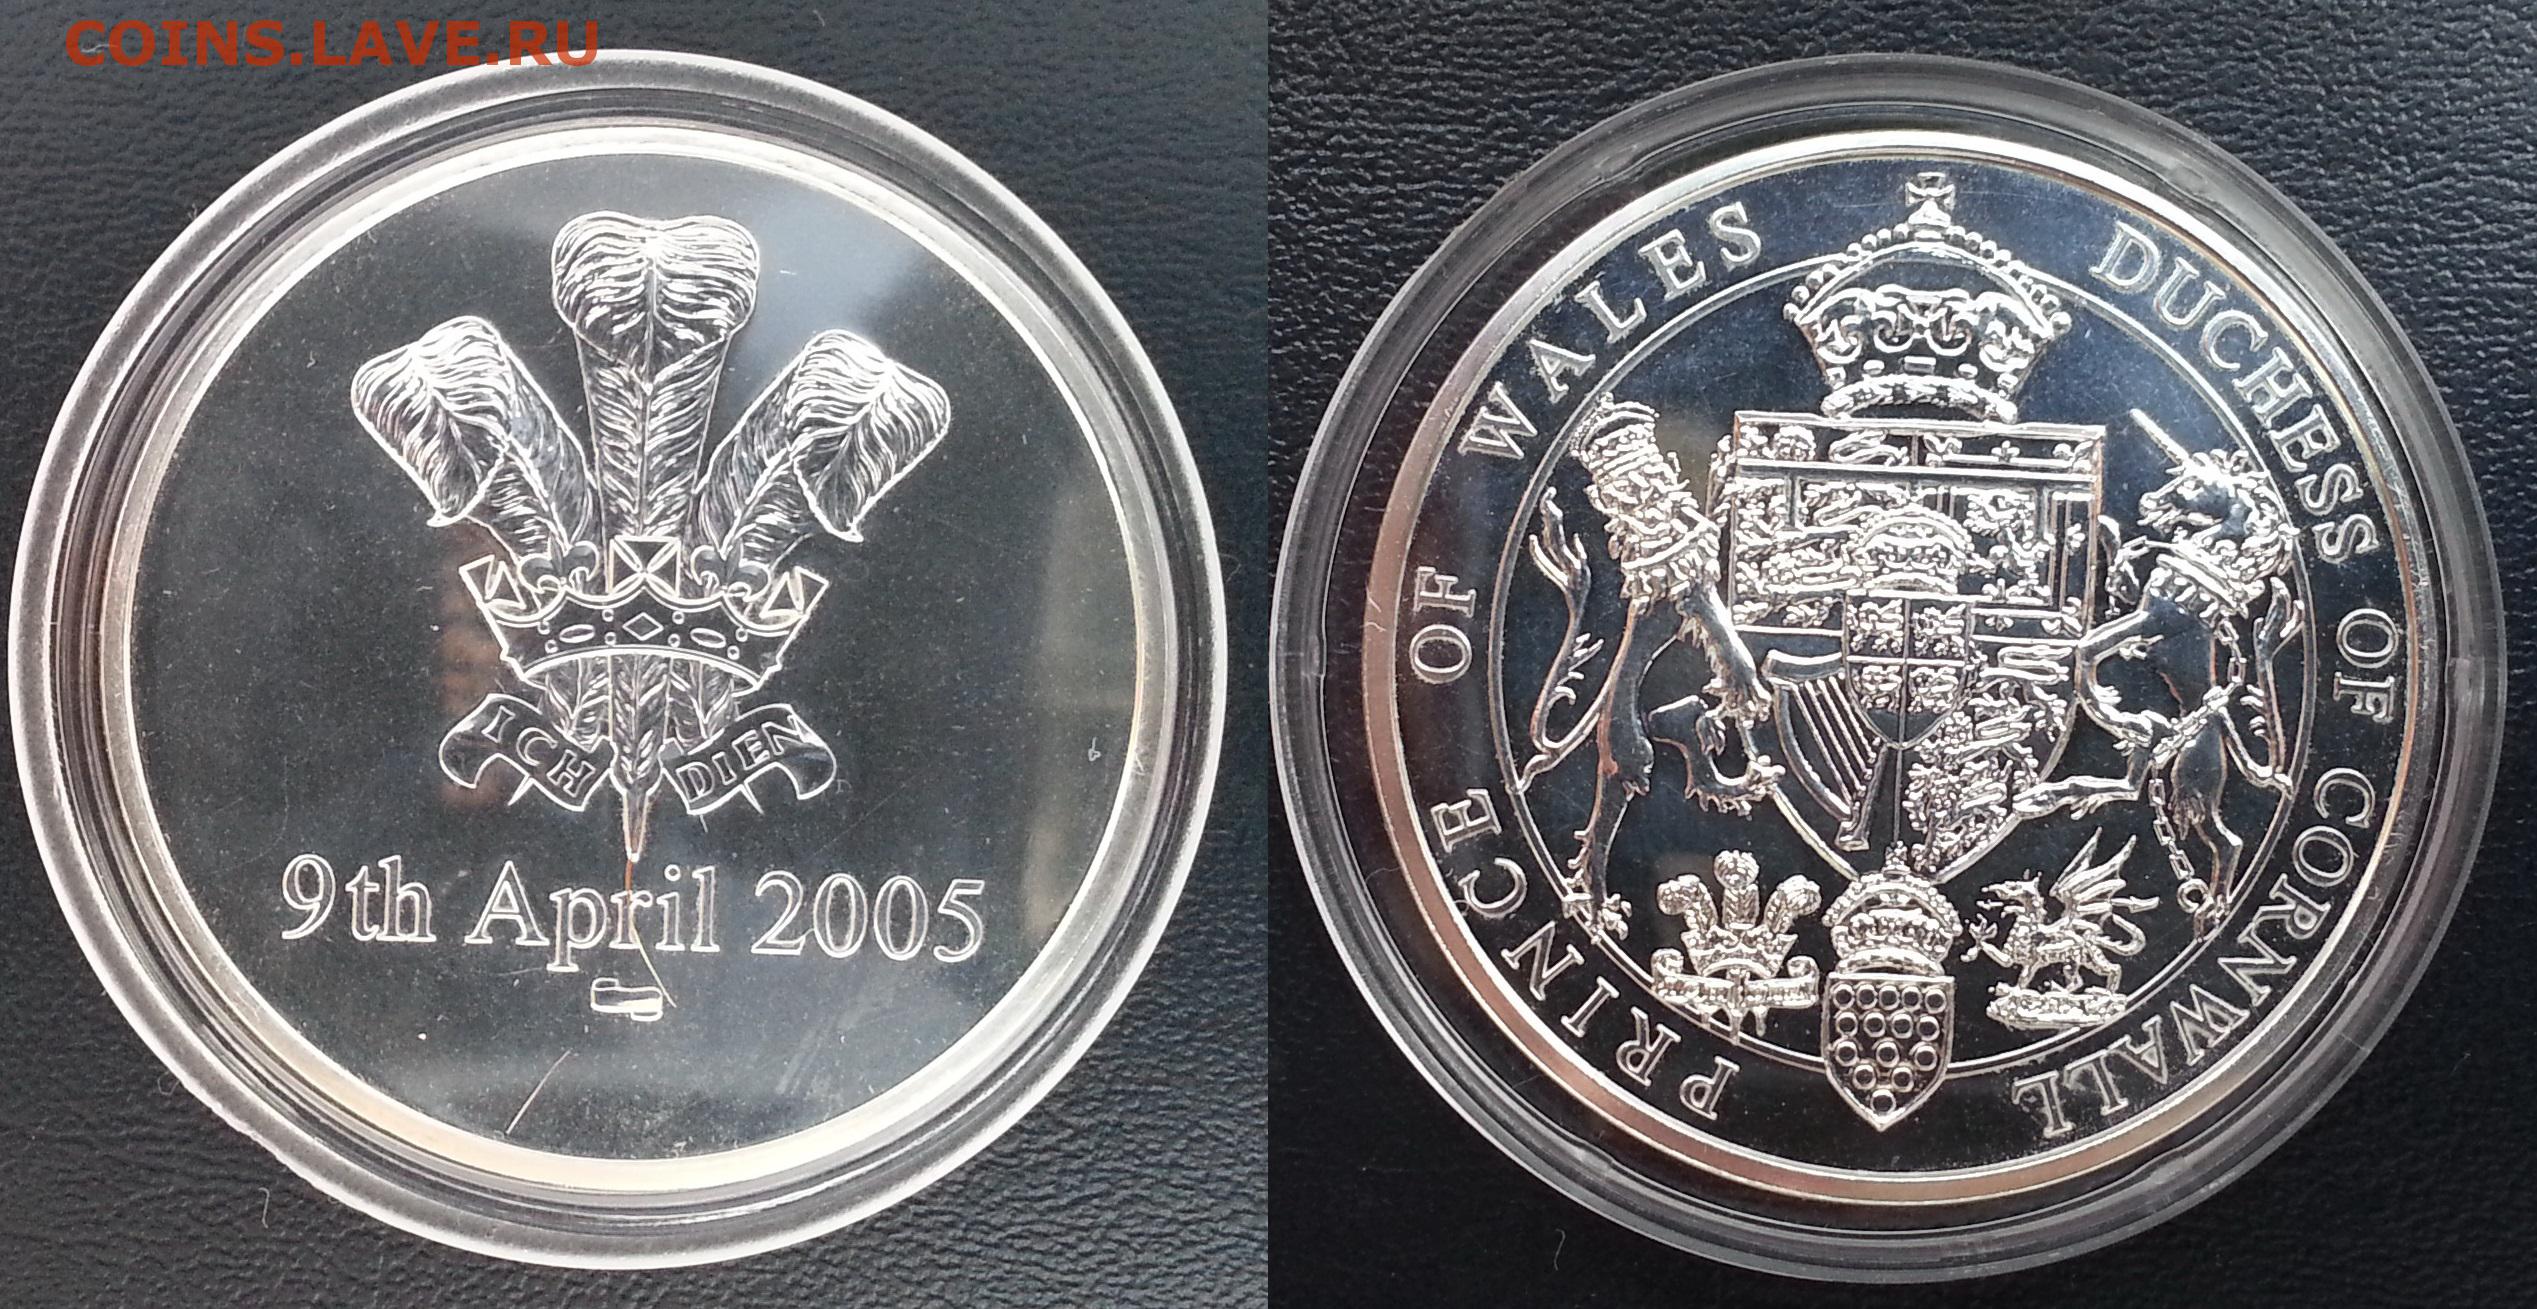 COINS.LAVE.RU
ICH DIEN
9th April 2005
PRINCE OF WALES DUCHESS OF CORNWALL